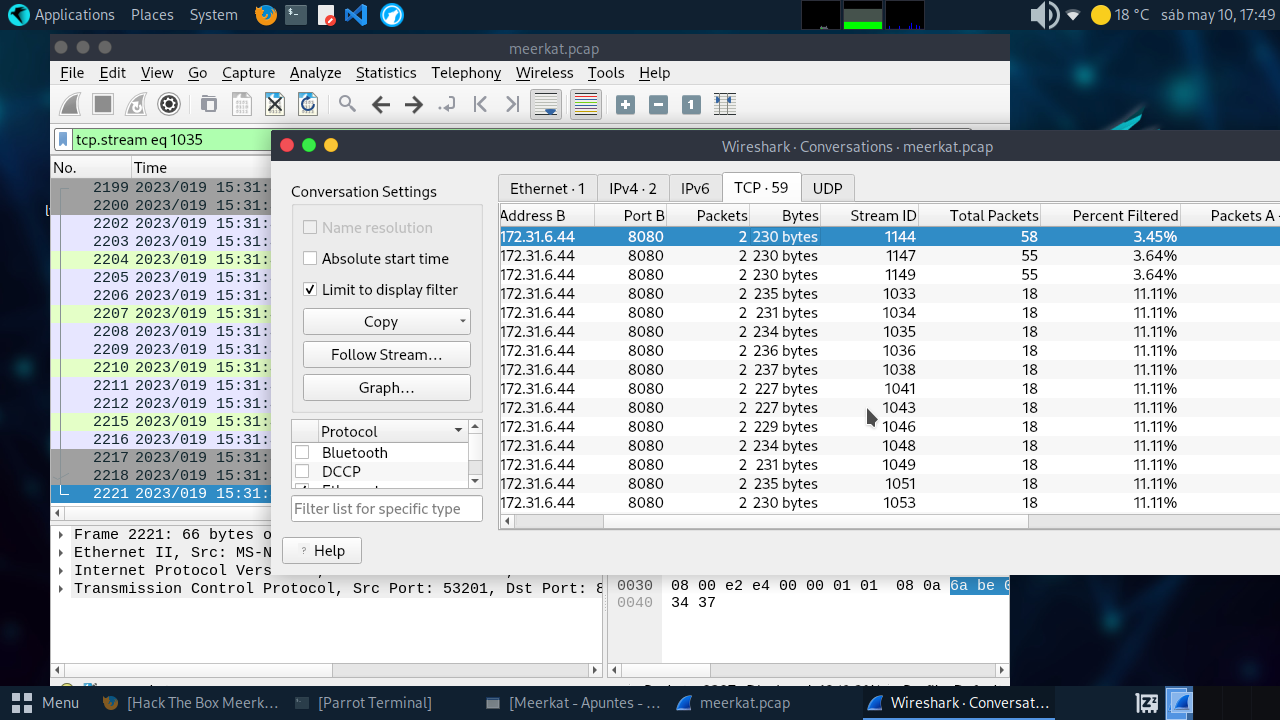 Applications Places System 18 °C sáb may 10, 17:49
meerkat.pcap
File Edit View Go Capture Analyze Statistics Telephony Wireless Tools Help
tcp.stream eq 1035
Wireshark · Conversations · meerkat.pcap
No. Time
2199 2023/019 15:31:
2200 2023/019 15:31:
2202 2023/019 15:31:
2203 2023/019 15:31:
2204 2023/019 15:31:
2205 2023/019 15:31:
2206 2023/019 15:31:
2207 2023/019 15:31:
2208 2023/019 15:31:
2209 2023/019 15:31:
2210 2023/019 15:31:
2211 2023/019 15:31:
2212 2023/019 15:31:
2215 2023/019 15:31:
2216 2023/019 15:31:
2217 2023/019 15:31:
2218 2023/019 15:31:
2221 2023/019 15:31:
Conversation Settings
Name resolution
Absolute start time
Limit to display filter
Copy
Follow Stream…
Graph…
Protocol
Bluetooth
DCCP
Filter list for specific type
Help
Ethernet · 1 IPv4 · 2 IPv6 TCP · 59 UDP
Address B Port B Packets Bytes Stream ID Total Packets Percent Filtered Packets A
172.31.6.44 8080 2 230 bytes 1144 58 3.45%
172.31.6.44 8080 2 230 bytes 1147 55 3.64%
172.31.6.44 8080 2 230 bytes 1149 55 3.64%
172.31.6.44 8080 2 235 bytes 1033 18 11.11%
172.31.6.44 8080 2 231 bytes 1034 18 11.11%
172.31.6.44 8080 2 234 bytes 1035 18 11.11%
172.31.6.44 8080 2 236 bytes 1036 18 11.11%
172.31.6.44 8080 2 237 bytes 1038 18 11.11%
172.31.6.44 8080 2 227 bytes 1041 18 11.11%
172.31.6.44 8080 2 227 bytes 1043 18 11.11%
172.31.6.44 8080 2 229 bytes 1046 18 11.11%
172.31.6.44 8080 2 234 bytes 1048 18 11.11%
172.31.6.44 8080 2 231 bytes 1049 18 11.11%
172.31.6.44 8080 2 235 bytes 1051 18 11.11%
172.31.6.44 8080 2 230 bytes 1053 18 11.11%
Frame 2221: 66 bytes o
Ethernet II, Src: MS-N
Internet Protocol Vers
Transmission Control Protocol, Src Port: 53201, Dst Port: 8
0030 08 00 e2 e4 00 00 01 01 08 0a 6a be
0040 34 37
Menu [Hack The Box Meerk... [Parrot Terminal] [Meerkat - Apuntes - ... meerkat.pcap Wireshark · Conversat...